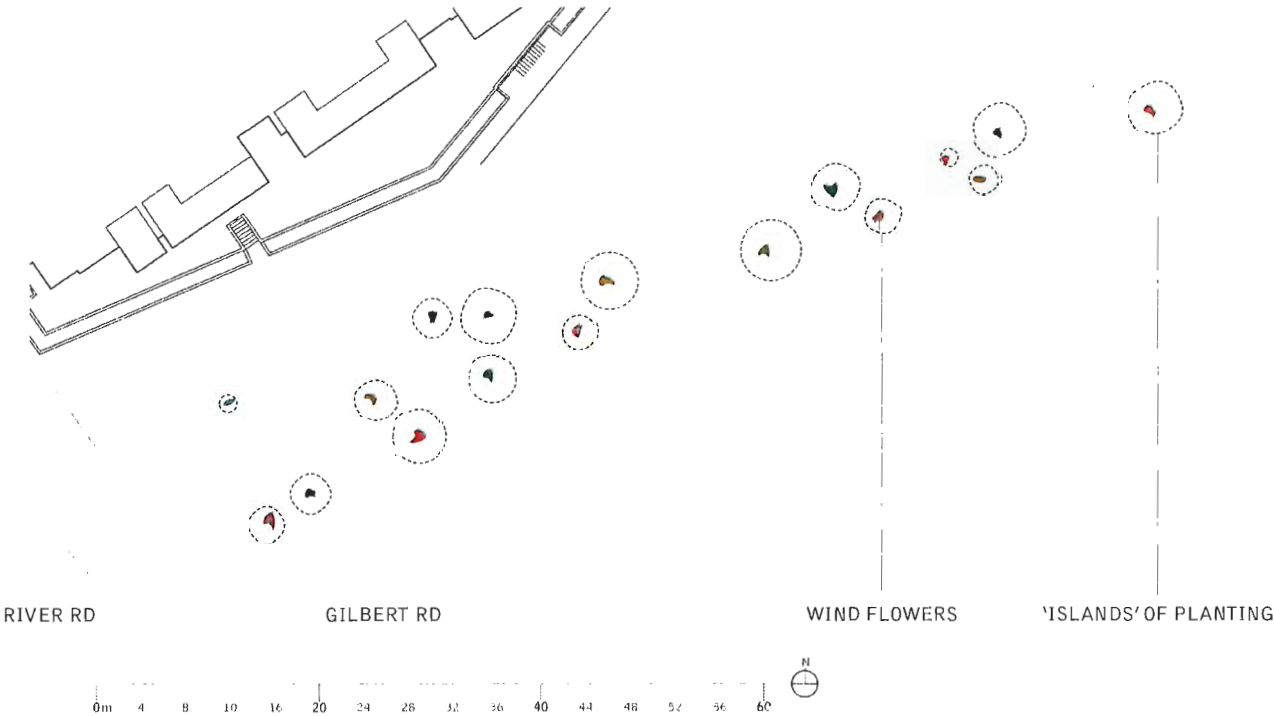 RIVER RD
GILBERT RD
WIND FLOWERS
'ISLANDS' OF PLANTING
N
0m 4 8 10 16 20 24 28 32 36 40 44 48 52 56 60